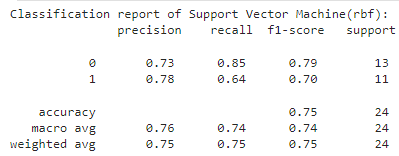 Classification report of Support Vector Machine(rbf):
precision recall f1-score support
0 0.73 0.85 0.79 13
1 0.78 0.64 0.70 11
accuracy 0.75 24
macro avg 0.76 0.74 0.74 24
weighted avg 0.75 0.75 0.75 24